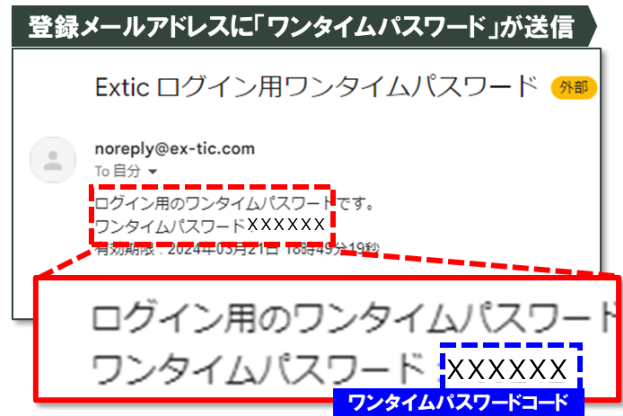 登録メールアドレスに「ワンタイムパスワード」が送信
Extic ログイン用ワンタイムパスワード 外部
noreply@ex-tic.com
To 自分
ログイン用のワンタイムパスワードです。
ワンタイムパスワード XXXXXX
有効期限 : 2024年03月21日 18時49分19秒
ログイン用のワンタイムパスワード
ワンタイムパスワード : XXXXXX
ワンタイムパスワードコード